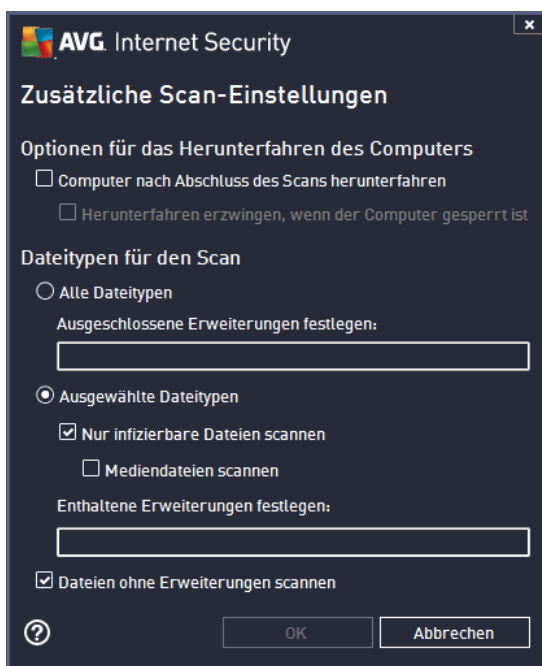 AVG. Internet Security
x
Zusätzliche Scan-Einstellungen
Optionen für das Herunterfahren des Computers
Computer nach Abschluss des Scans herunterfahren
Herunterfahren erzwingen, wenn der Computer gesperrt ist
Dateitypen für den Scan
Alle Dateitypen
Ausgeschlossene Erweiterungen festlegen:
Ausgewählte Dateitypen
Nur infizierbare Dateien scannen
Mediendateien scannen
Enthaltene Erweiterungen festlegen:
Dateien ohne Erweiterungen scannen
? OK Abbrechen